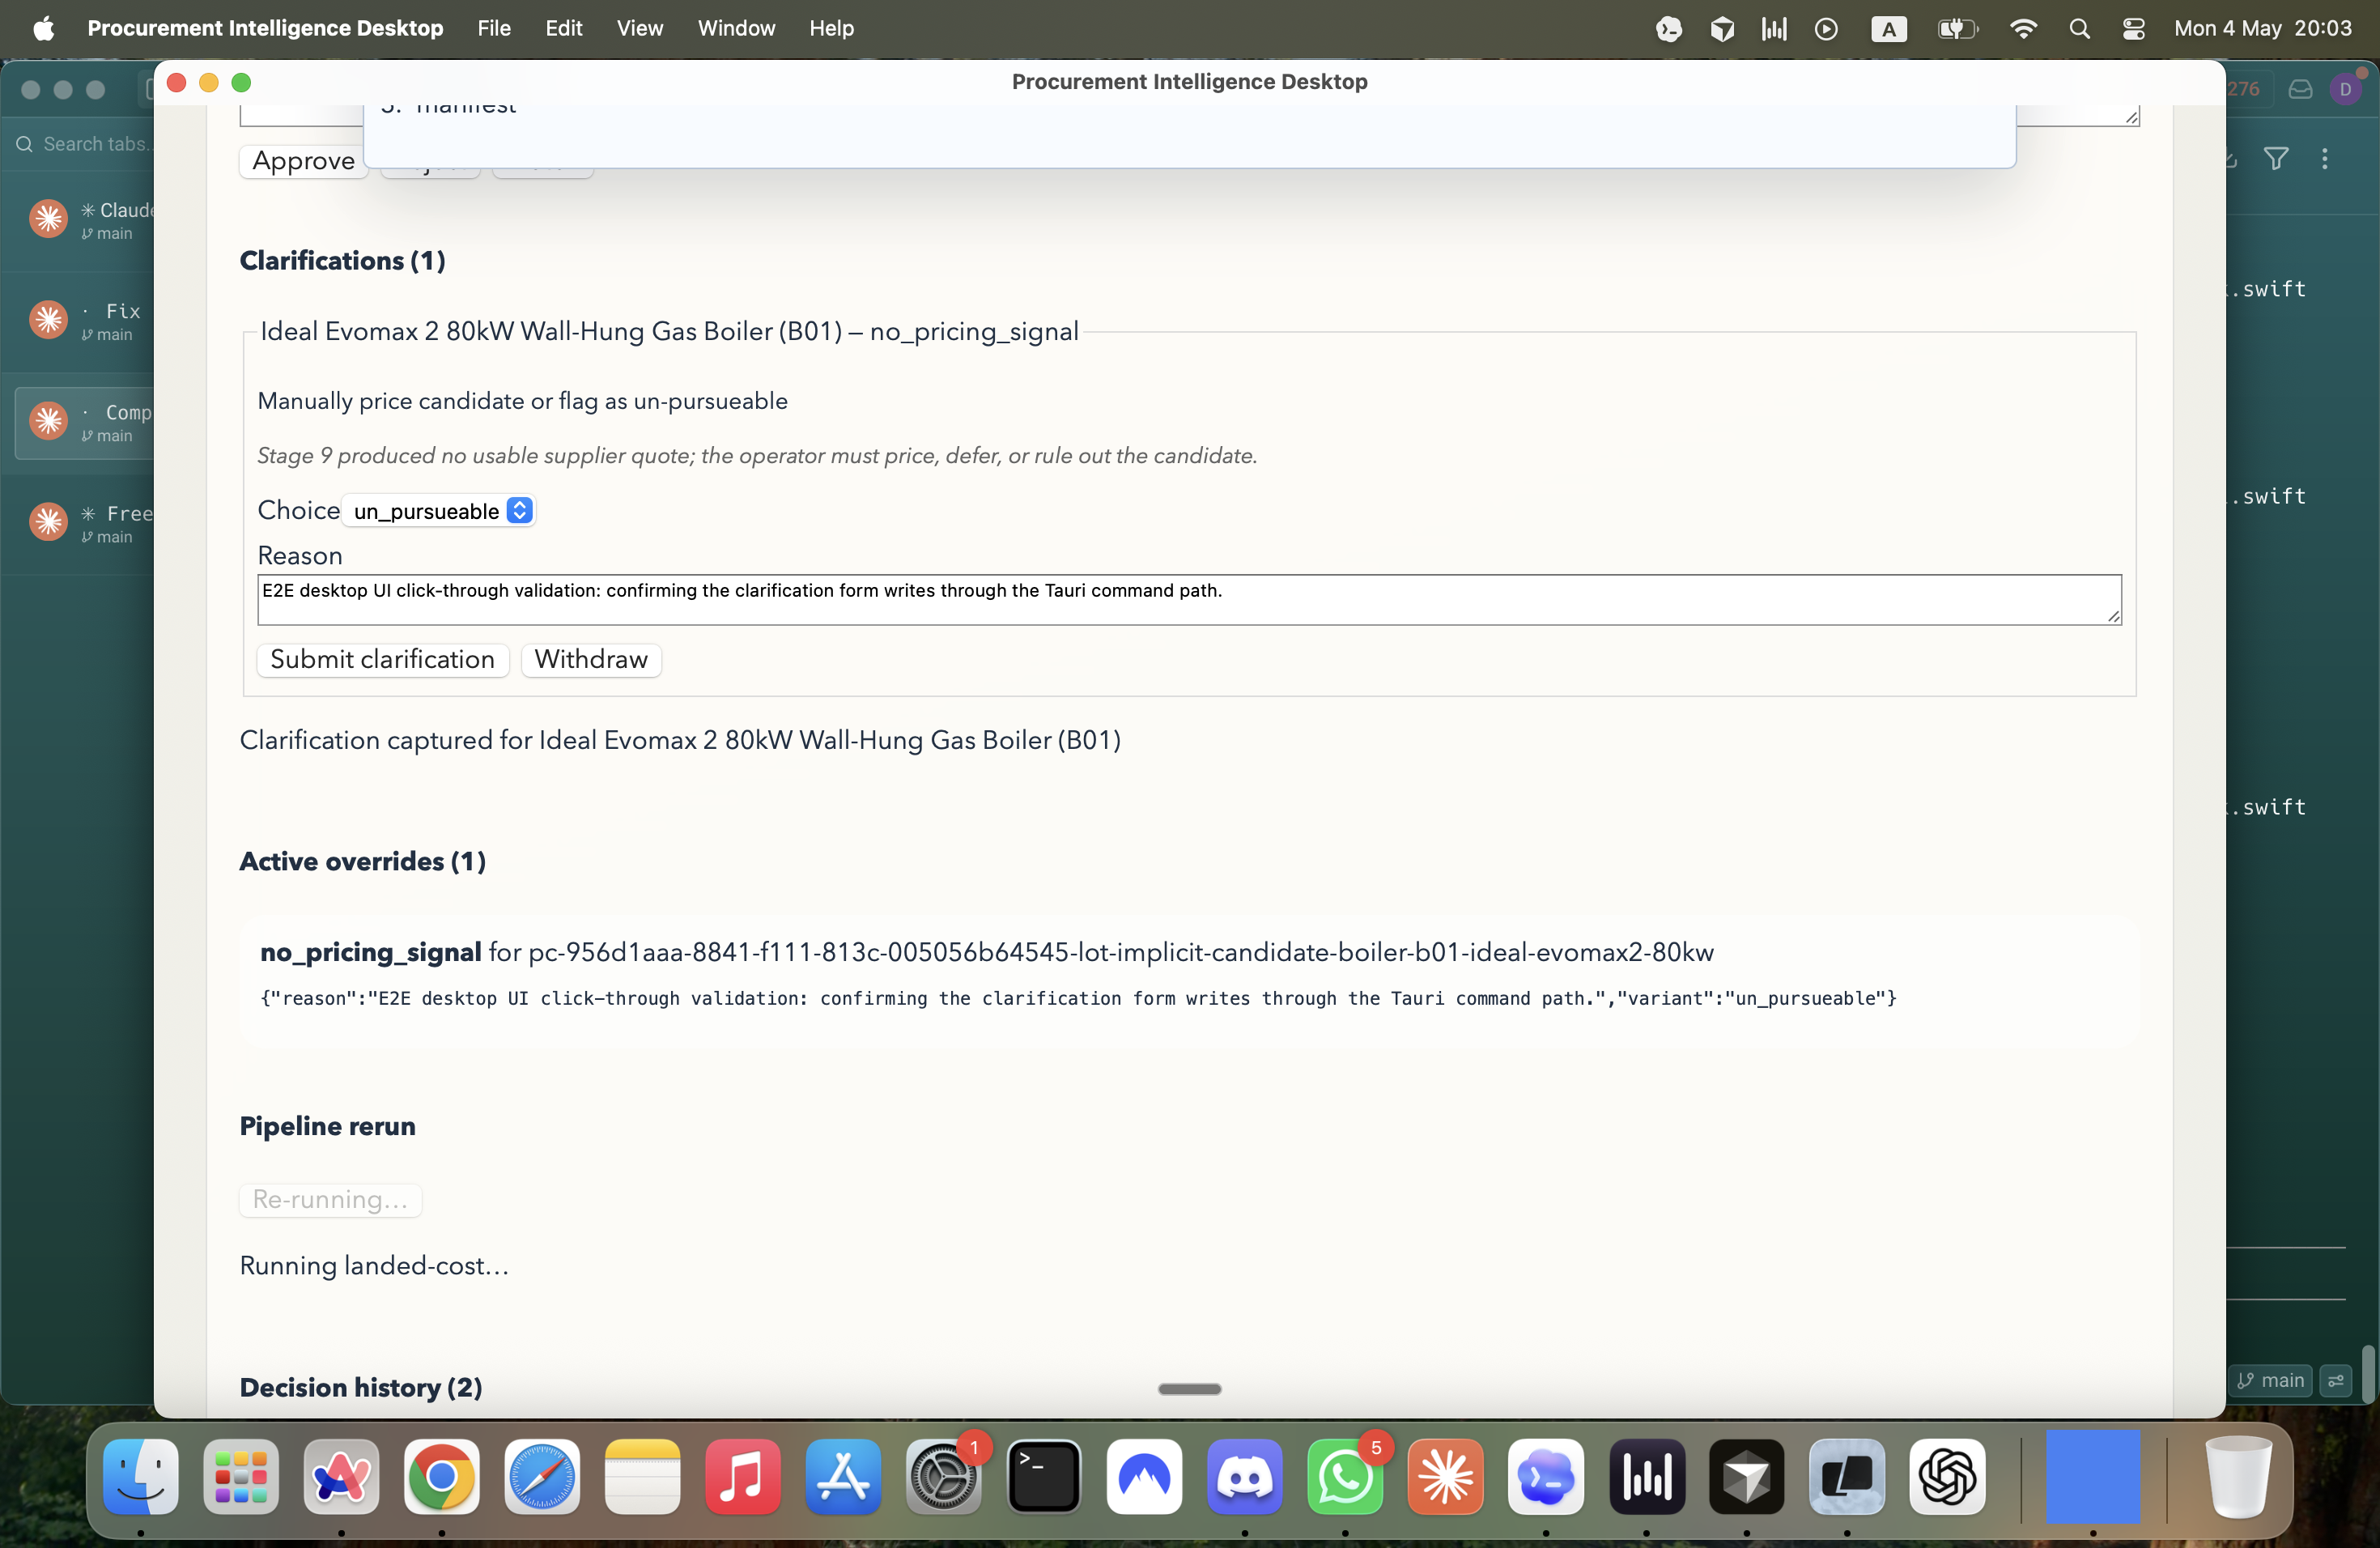 Procurement Intelligence Desktop File Edit View Window Help A Mon 4 May 20:03
Procurement Intelligence Desktop
276 D
Search tabs...
3. manifest
Approve
✳ Claude
main
· Fix
main
· Comp
main
✳ Free
main
Clarifications (1)
Ideal Evomax 2 80kW Wall-Hung Gas Boiler (B01) — no_pricing_signal
Manually price candidate or flag as un-pursueable
Stage 9 produced no usable supplier quote; the operator must price, defer, or rule out the candidate.
Choice un_pursueable
Reason
E2E desktop UI click-through validation: confirming the clarification form writes through the Tauri command path.
Submit clarification Withdraw
Clarification captured for Ideal Evomax 2 80kW Wall-Hung Gas Boiler (B01)
Active overrides (1)
no_pricing_signal for pc-956d1aaa-8841-f111-813c-005056b64545-lot-implicit-candidate-boiler-b01-ideal-evomax2-80kw
{"reason":"E2E desktop UI click-through validation: confirming the clarification form writes through the Tauri command path.","variant":"un_pursueable"}
Pipeline rerun
Re-running...
Running landed-cost...
Decision history (2)
.swift
.swift
.swift
main
1
5